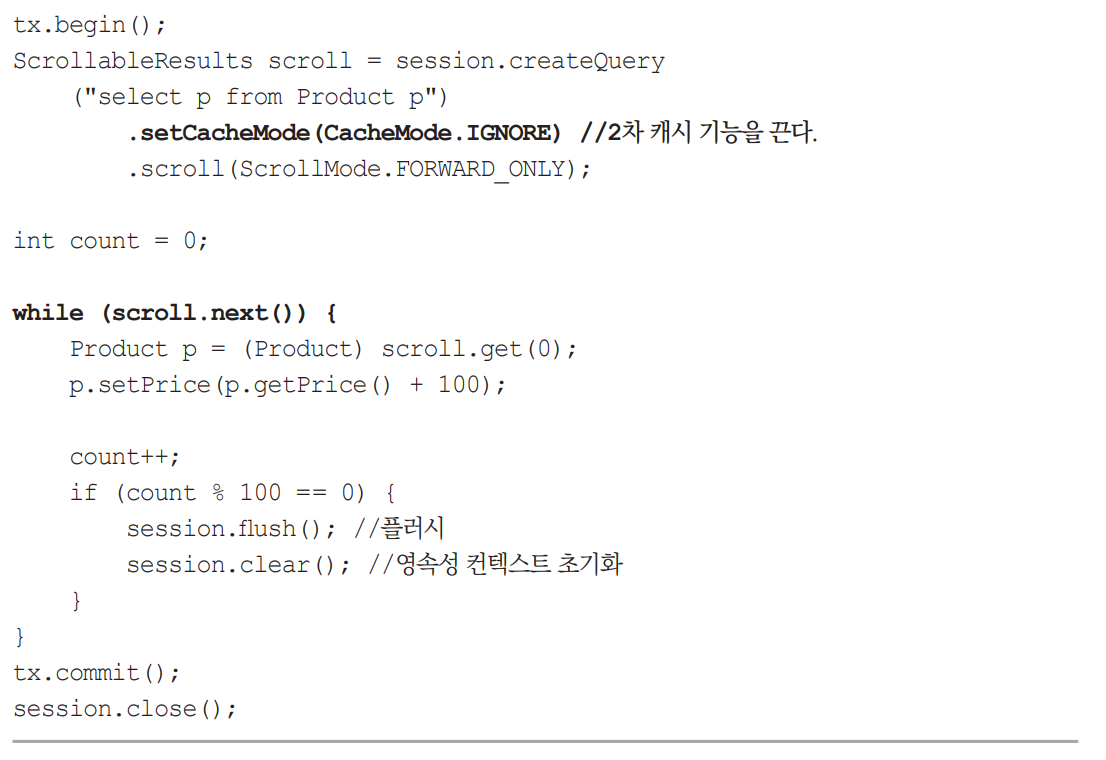 tx.begin();
ScrollableResults scroll = session.createQuery
    ("select p from Product p")
        .setCacheMode(CacheMode.IGNORE) //2차 캐시 기능을 끈다.
        .scroll(ScrollMode.FORWARD_ONLY);

int count = 0;

while (scroll.next()) {
    Product p = (Product) scroll.get(0);
    p.setPrice(p.getPrice() + 100);

    count++;
    if (count % 100 == 0) {
        session.flush(); //플러시
        session.clear(); //영속성 컨텍스트 초기화
    }
}
tx.commit();
session.close();